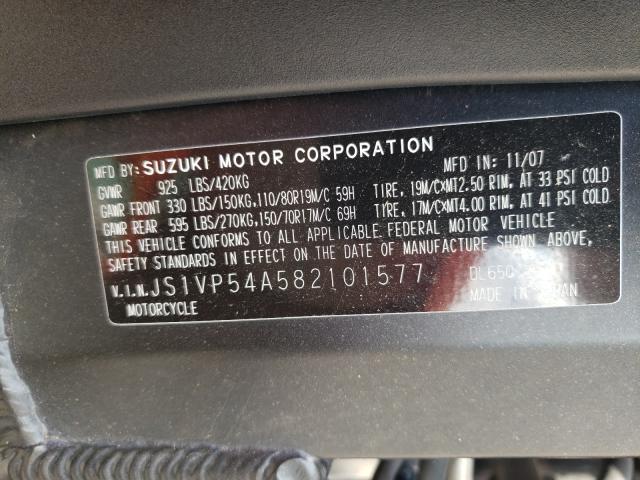 MFD BY: SUZUKI MOTOR CORPORATION MFD IN: 11/07
GVWR 925 LBS/420KG
GAWR FRONT 330 LBS/150KG,110/80R19M/C 59H TIRE, 19M/C×MT2.50 RIM, AT 33 PSI COLD
GAWR REAR 595 LBS/270KG,150/70R17M/C 69H TIRE, 17M/C×MT4.00 RIM, AT 41 PSI COLD
THIS VEHICLE CONFORMS TO ALL APPLICABLE FEDERAL MOTOR VEHICLE
SAFETY STANDARDS IN EFFECT ON THE DATE OF MANUFACTURE SHOWN ABOVE.
V.I.N. JS1VP54A582101577 DL650
MOTORCYCLE MADE IN JAPAN